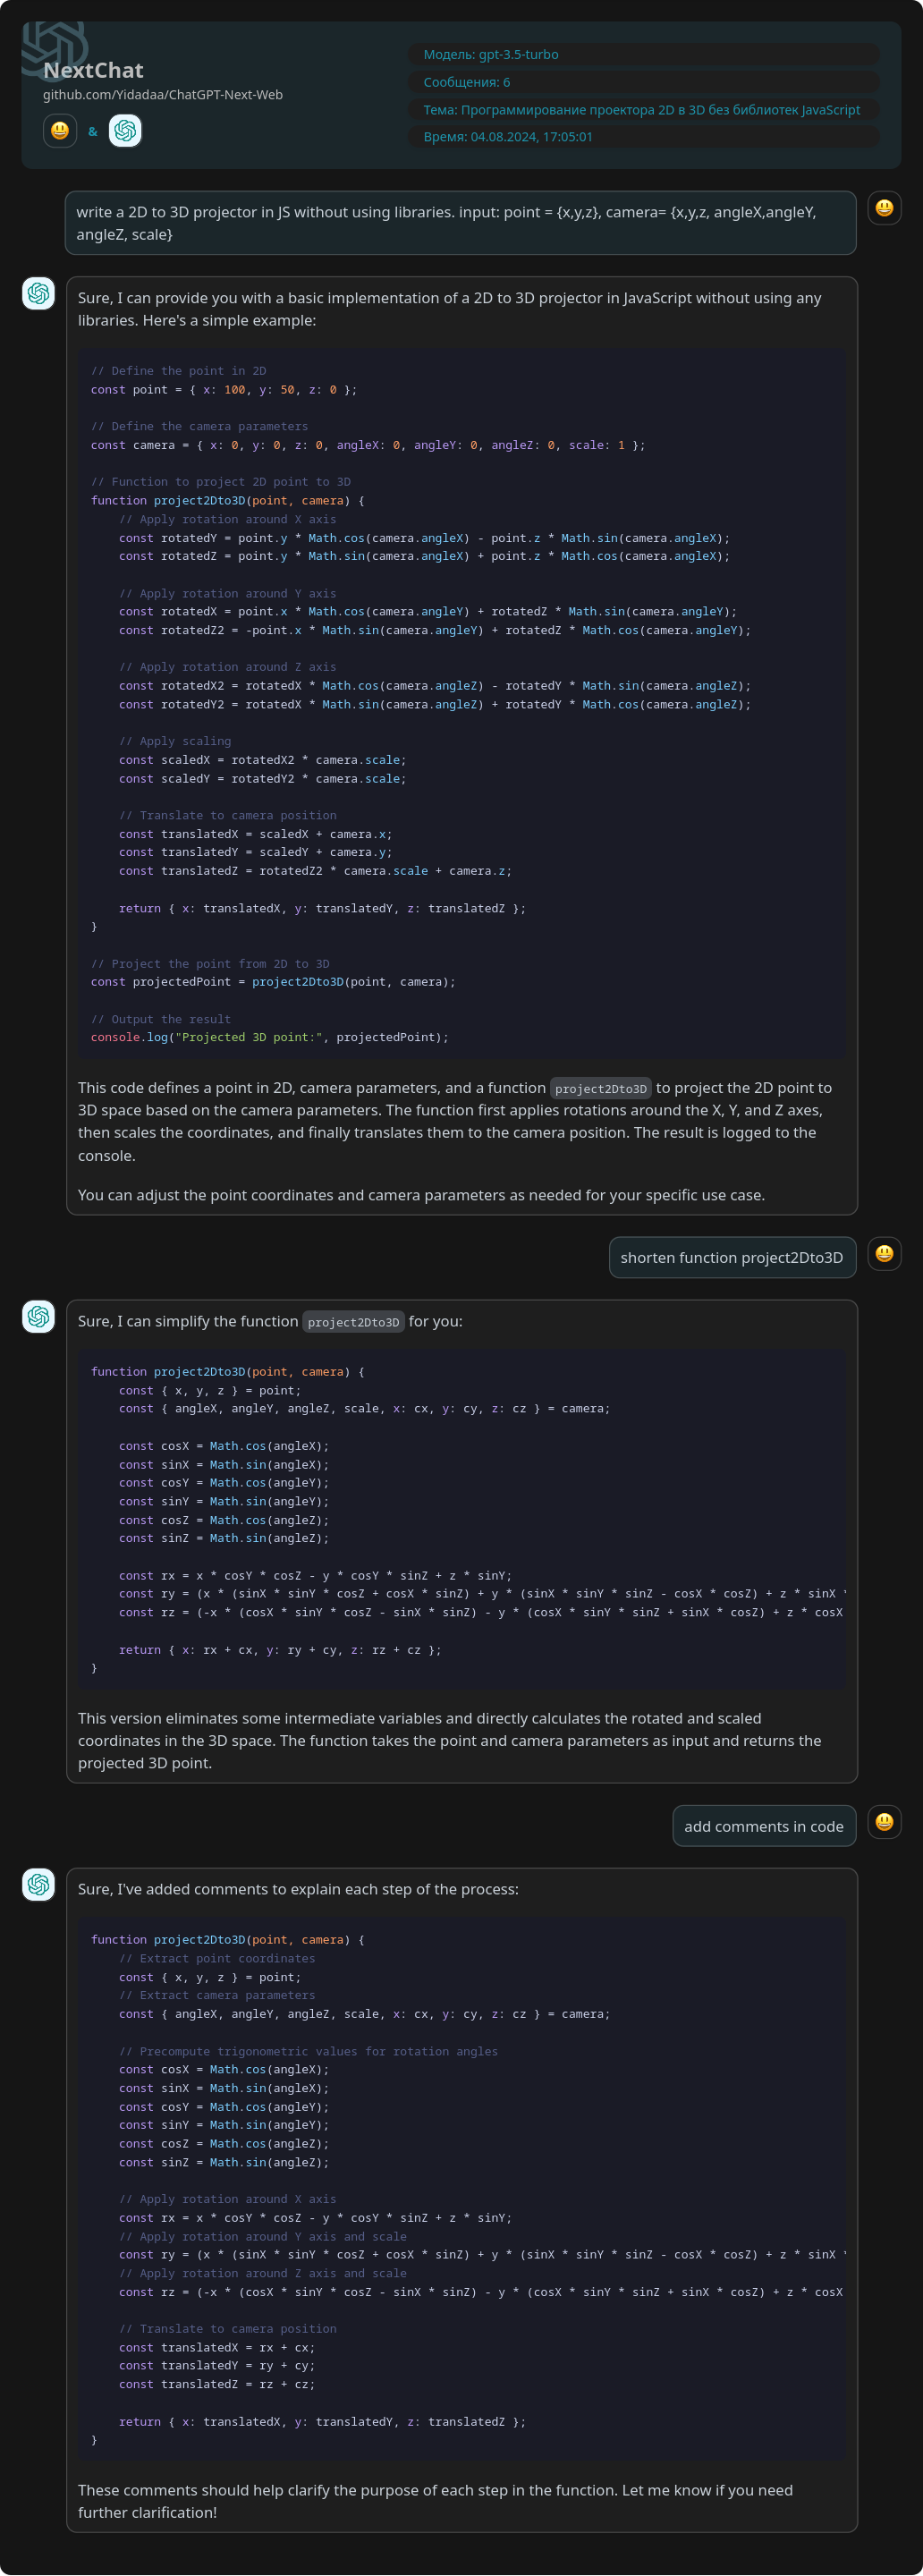 NextChat
github.com/Yidadaa/ChatGPT-Next-Web
&
Модель: gpt-3.5-turbo
Сообщения: 6
Тема: Программирование проектора 2D в 3D без библиотек JavaScript
Время: 04.08.2024, 17:05:01
write a 2D to 3D projector in JS without using libraries. input: point = {x,y,z}, camera= {x,y,z, angleX,angleY,
angleZ, scale}
Sure, I can provide you with a basic implementation of a 2D to 3D projector in JavaScript without using any
libraries. Here's a simple example:
// Define the point in 2D
const point = { x: 100, y: 50, z: 0 };
// Define the camera parameters
const camera = { x: 0, y: 0, z: 0, angleX: 0, angleY: 0, angleZ: 0, scale: 1 };
// Function to project 2D point to 3D
function project2Dto3D(point, camera) {
    // Apply rotation around X axis
    const rotatedY = point.y * Math.cos(camera.angleX) - point.z * Math.sin(camera.angleX);
    const rotatedZ = point.y * Math.sin(camera.angleX) + point.z * Math.cos(camera.angleX);
    // Apply rotation around Y axis
    const rotatedX = point.x * Math.cos(camera.angleY) + rotatedZ * Math.sin(camera.angleY);
    const rotatedZ2 = -point.x * Math.sin(camera.angleY) + rotatedZ * Math.cos(camera.angleY);
    // Apply rotation around Z axis
    const rotatedX2 = rotatedX * Math.cos(camera.angleZ) - rotatedY * Math.sin(camera.angleZ);
    const rotatedY2 = rotatedX * Math.sin(camera.angleZ) + rotatedY * Math.cos(camera.angleZ);
    // Apply scaling
    const scaledX = rotatedX2 * camera.scale;
    const scaledY = rotatedY2 * camera.scale;
    // Translate to camera position
    const translatedX = scaledX + camera.x;
    const translatedY = scaledY + camera.y;
    const translatedZ = rotatedZ2 * camera.scale + camera.z;
    return { x: translatedX, y: translatedY, z: translatedZ };
}
// Project the point from 2D to 3D
const projectedPoint = project2Dto3D(point, camera);
// Output the result
console.log("Projected 3D point:", projectedPoint);
This code defines a point in 2D, camera parameters, and a function project2Dto3D to project the 2D point to
3D space based on the camera parameters. The function first applies rotations around the X, Y, and Z axes,
then scales the coordinates, and finally translates them to the camera position. The result is logged to the
console.
You can adjust the point coordinates and camera parameters as needed for your specific use case.
shorten function project2Dto3D
Sure, I can simplify the function project2Dto3D for you:
function project2Dto3D(point, camera) {
    const { x, y, z } = point;
    const { angleX, angleY, angleZ, scale, x: cx, y: cy, z: cz } = camera;
    const cosX = Math.cos(angleX);
    const sinX = Math.sin(angleX);
    const cosY = Math.cos(angleY);
    const sinY = Math.sin(angleY);
    const cosZ = Math.cos(angleZ);
    const sinZ = Math.sin(angleZ);
    const rx = x * cosY * cosZ - y * cosY * sinZ + z * sinY;
    const ry = (x * (sinX * sinY * cosZ + cosX * sinZ) + y * (sinX * sinY * sinZ - cosX * cosZ) + z * sinX *
    const rz = (-x * (cosX * sinY * cosZ - sinX * sinZ) - y * (cosX * sinY * sinZ + sinX * cosZ) + z * cosX
    return { x: rx + cx, y: ry + cy, z: rz + cz };
}
This version eliminates some intermediate variables and directly calculates the rotated and scaled
coordinates in the 3D space. The function takes the point and camera parameters as input and returns the
projected 3D point.
add comments in code
Sure, I've added comments to explain each step of the process:
function project2Dto3D(point, camera) {
    // Extract point coordinates
    const { x, y, z } = point;
    // Extract camera parameters
    const { angleX, angleY, angleZ, scale, x: cx, y: cy, z: cz } = camera;
    // Precompute trigonometric values for rotation angles
    const cosX = Math.cos(angleX);
    const sinX = Math.sin(angleX);
    const cosY = Math.cos(angleY);
    const sinY = Math.sin(angleY);
    const cosZ = Math.cos(angleZ);
    const sinZ = Math.sin(angleZ);
    // Apply rotation around X axis
    const rx = x * cosY * cosZ - y * cosY * sinZ + z * sinY;
    // Apply rotation around Y axis and scale
    const ry = (x * (sinX * sinY * cosZ + cosX * sinZ) + y * (sinX * sinY * sinZ - cosX * cosZ) + z * sinX *
    // Apply rotation around Z axis and scale
    const rz = (-x * (cosX * sinY * cosZ - sinX * sinZ) - y * (cosX * sinY * sinZ + sinX * cosZ) + z * cosX
    // Translate to camera position
    const translatedX = rx + cx;
    const translatedY = ry + cy;
    const translatedZ = rz + cz;
    return { x: translatedX, y: translatedY, z: translatedZ };
}
These comments should help clarify the purpose of each step in the function. Let me know if you need
further clarification!